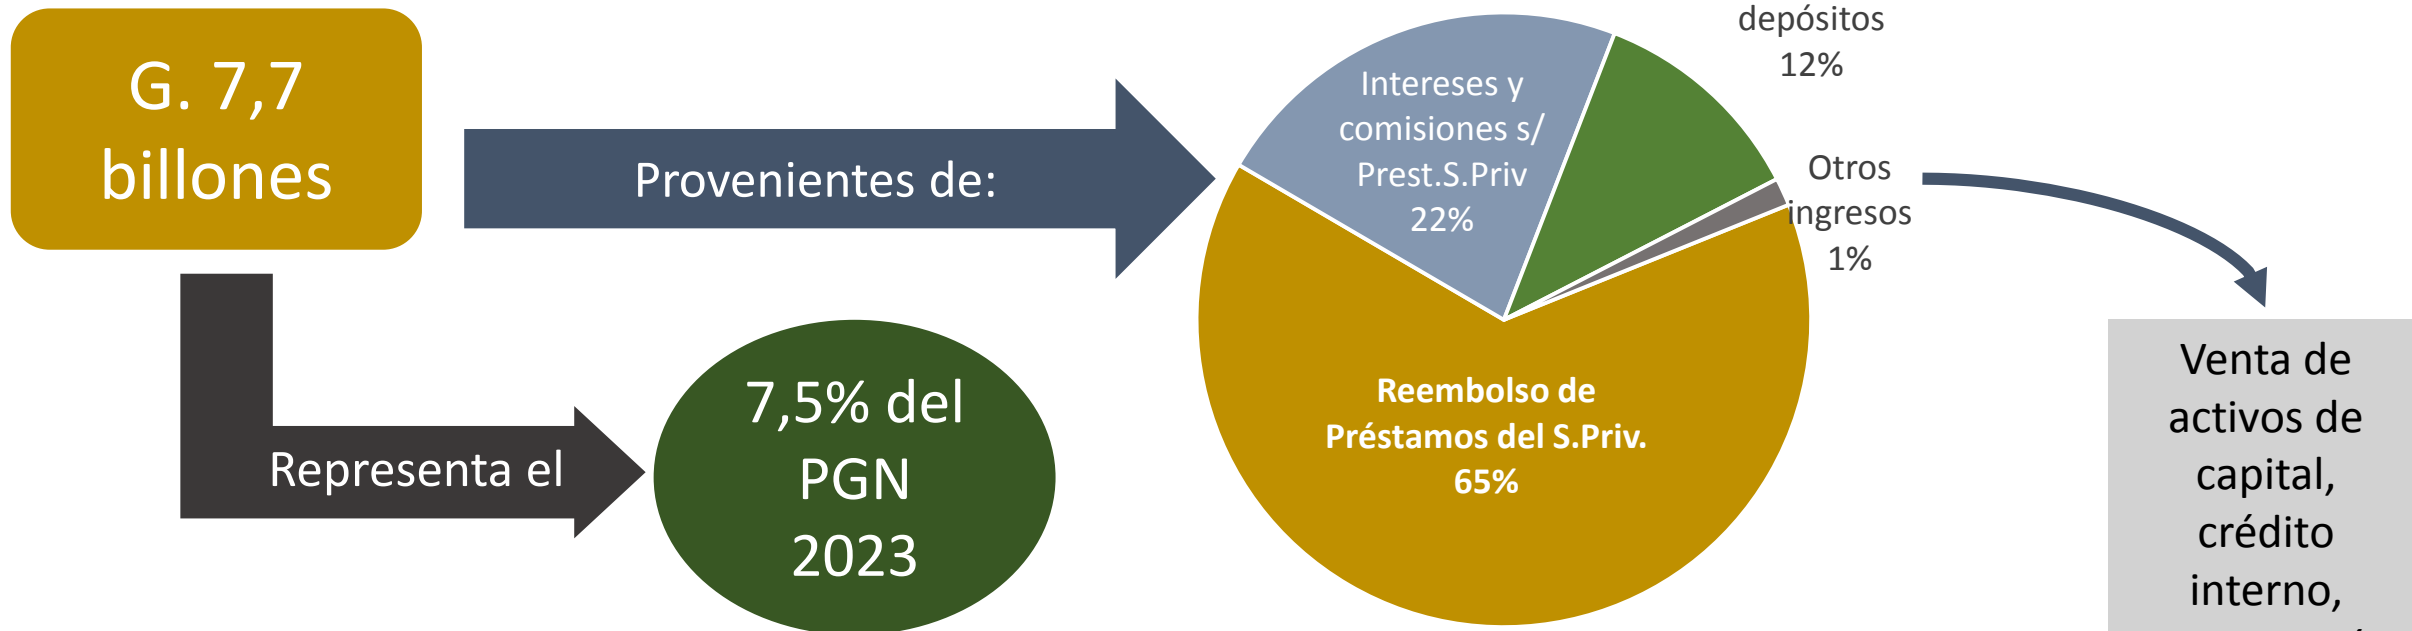 G. 7,7
billones
Provenientes de:
Representa el
7,5% del
PGN
2023
depósitos
12%
Intereses y
comisiones s/
Prest.S.Priv
22%
Otros
ingresos
1%
Reembolso de
Préstamos del S.Priv.
65%
Venta de
activos de
capital,
crédito
interno,